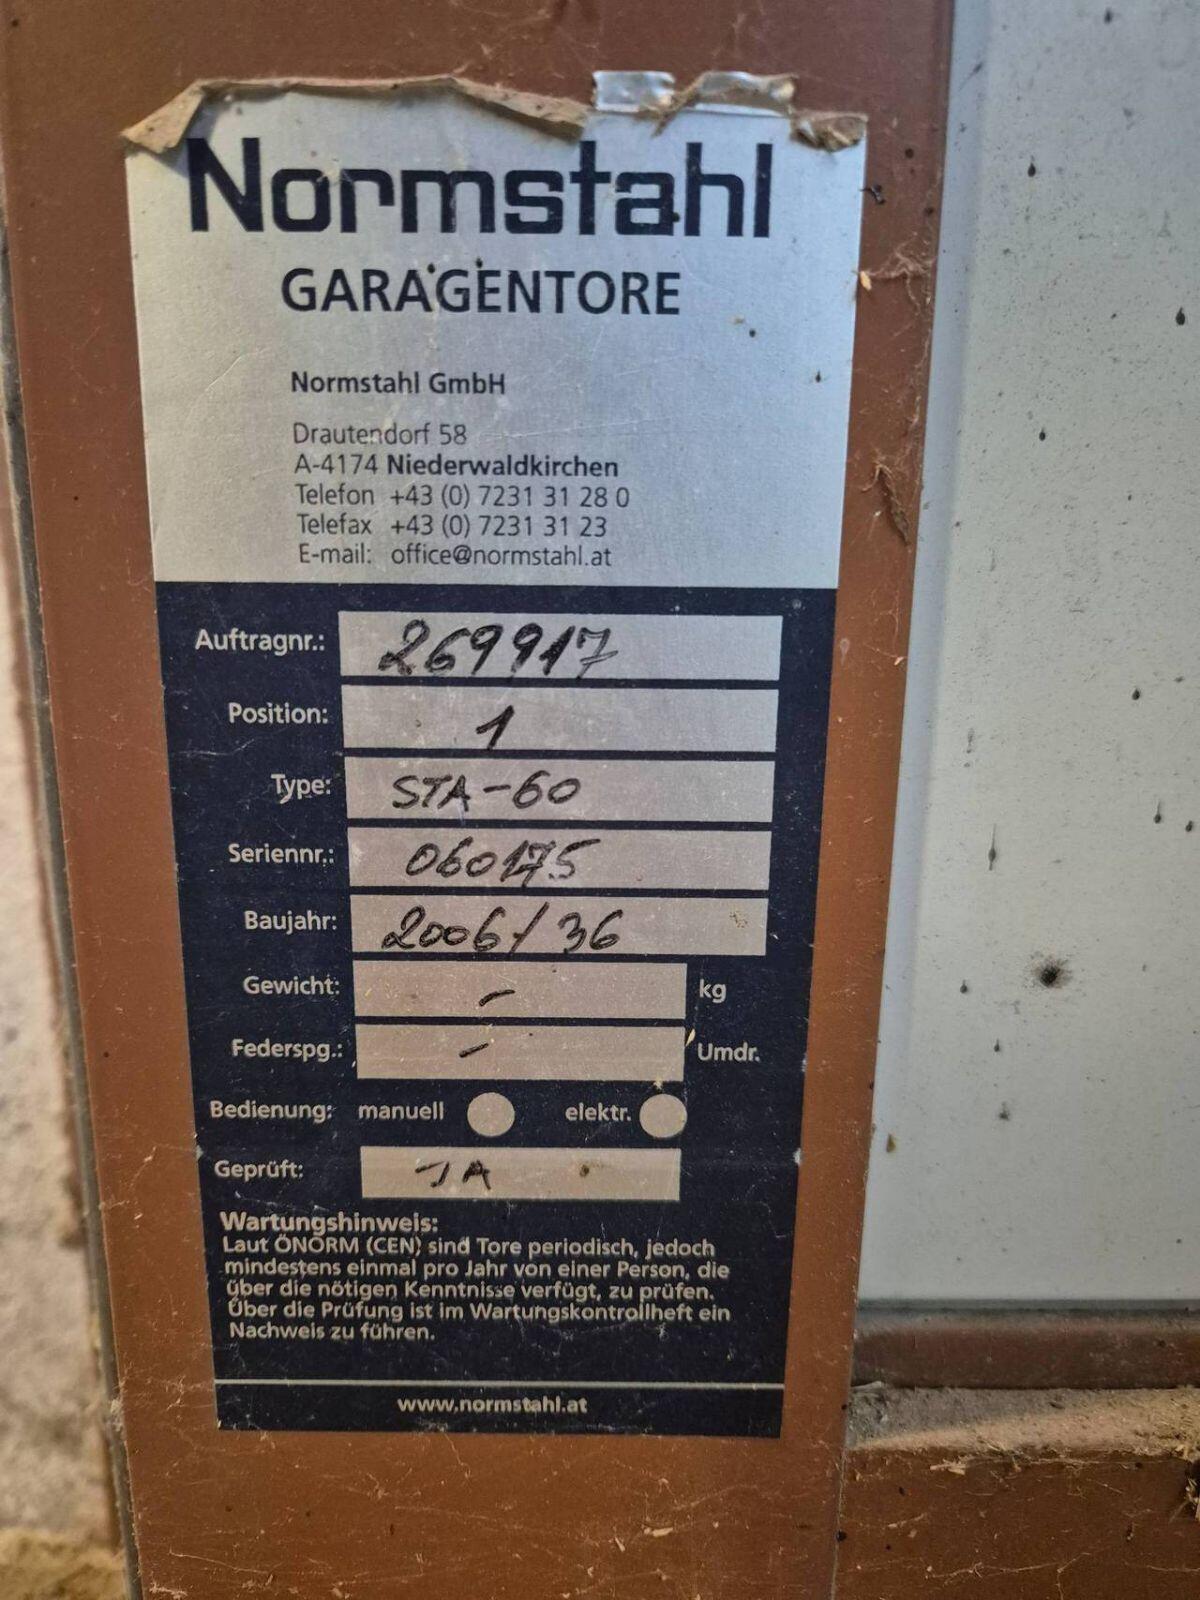 Normstahl
GARAGENTORE
Normstahl GmbH
Drautendorf 58
A-4174 Niederwaldkirchen
Telefon +43 (0) 7231 31 28 0
Telefax +43 (0) 7231 31 23
E-mail: office@normstahl.at
Auftragnr.: 269917
Position: 1
Type: STA-60
Seriennr.: 060175
Baujahr: 2006/36
Gewicht: - kg
Federspg.: - Umdr.
Bedienung: manuell elektr.
Geprüft: JA
Wartungshinweis:
Laut ÖNORM (CEN) sind Tore periodisch, jedoch
mindestens einmal pro Jahr von einer Person, die
über die nötigen Kenntnisse verfügt, zu prüfen.
Über die Prüfung ist im Wartungskontrollheft ein
Nachweis zu führen.
www.normstahl.at